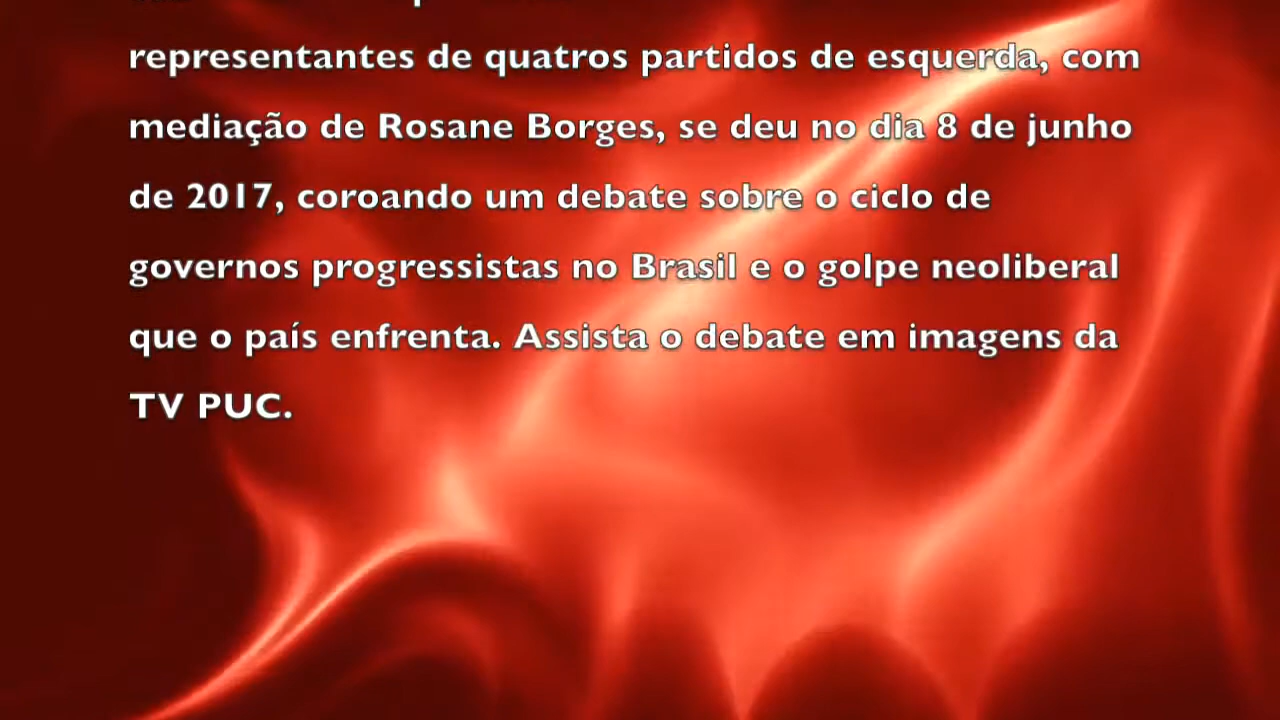 representantes de quatros partidos de esquerda, com
mediação de Rosane Borges, se deu no dia 8 de junho
de 2017, coroando um debate sobre o ciclo de
governos progressistas no Brasil e o golpe neoliberal
que o país enfrenta. Assista o debate em imagens da
TV PUC.